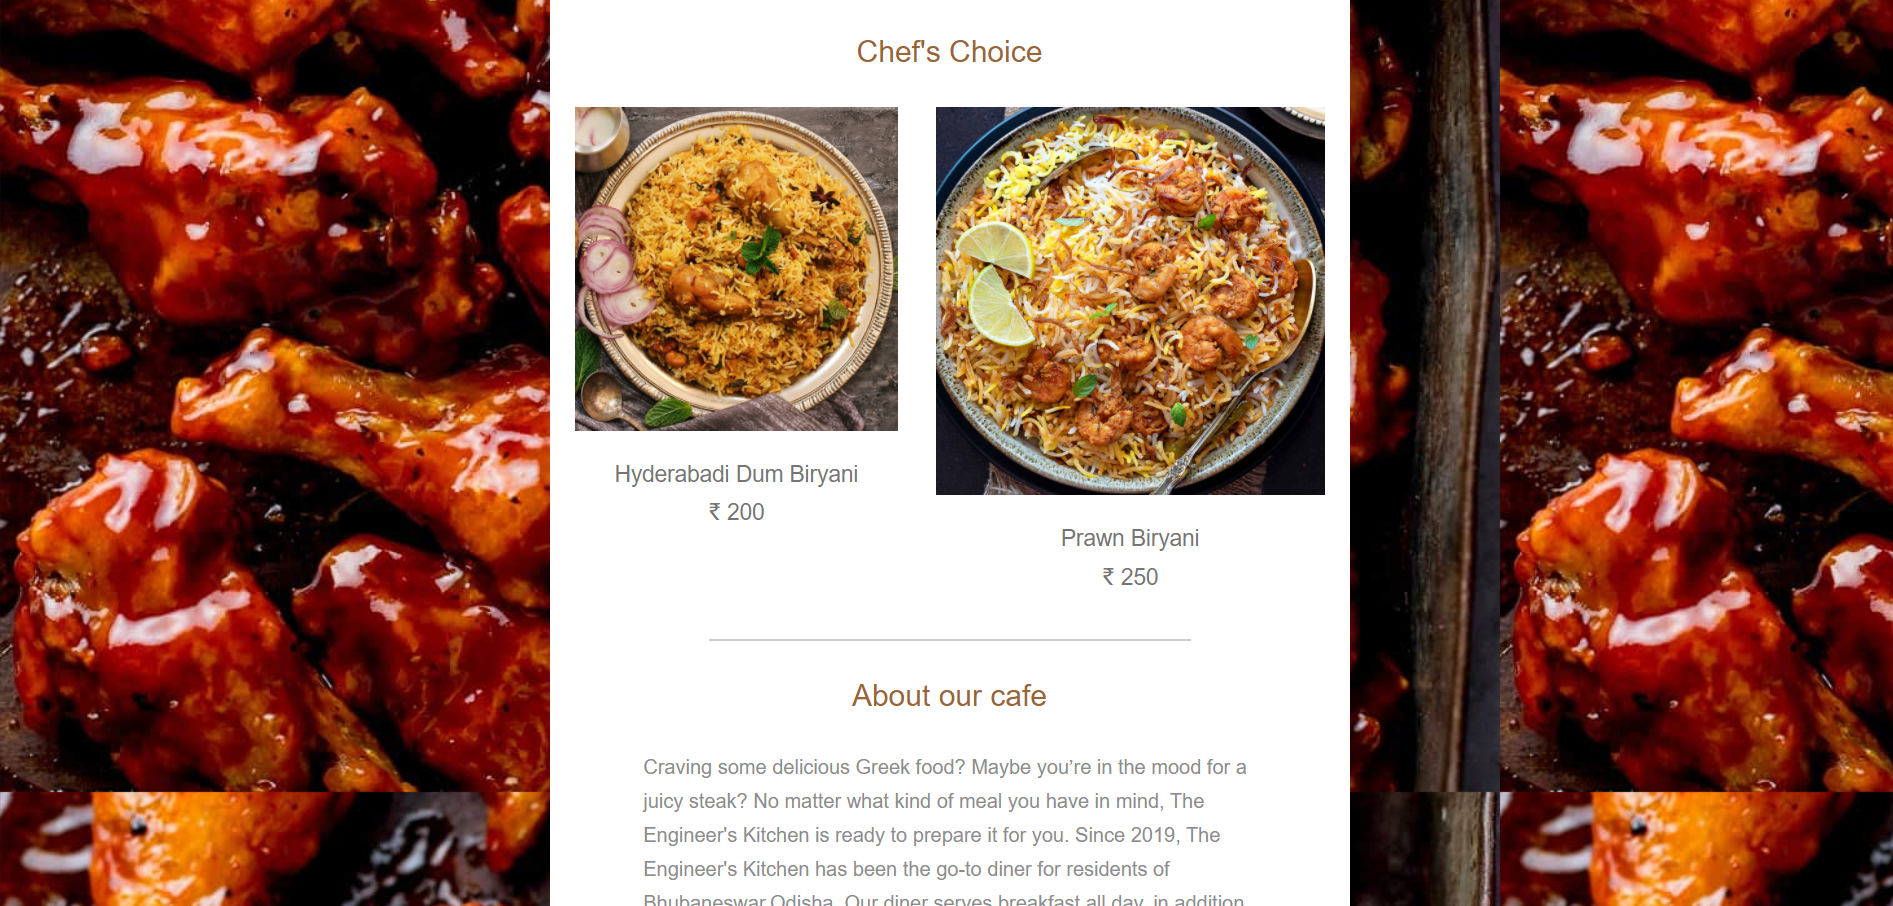 Chef's Choice
Hyderabadi Dum Biryani
₹ 200
Prawn Biryani
₹ 250
About our cafe
Craving some delicious Greek food? Maybe you’re in the mood for a
juicy steak? No matter what kind of meal you have in mind, The
Engineer's Kitchen is ready to prepare it for you. Since 2019, The
Engineer's Kitchen has been the go-to diner for residents of
Bhubaneswar,Odisha. Our diner serves breakfast all day, in addition